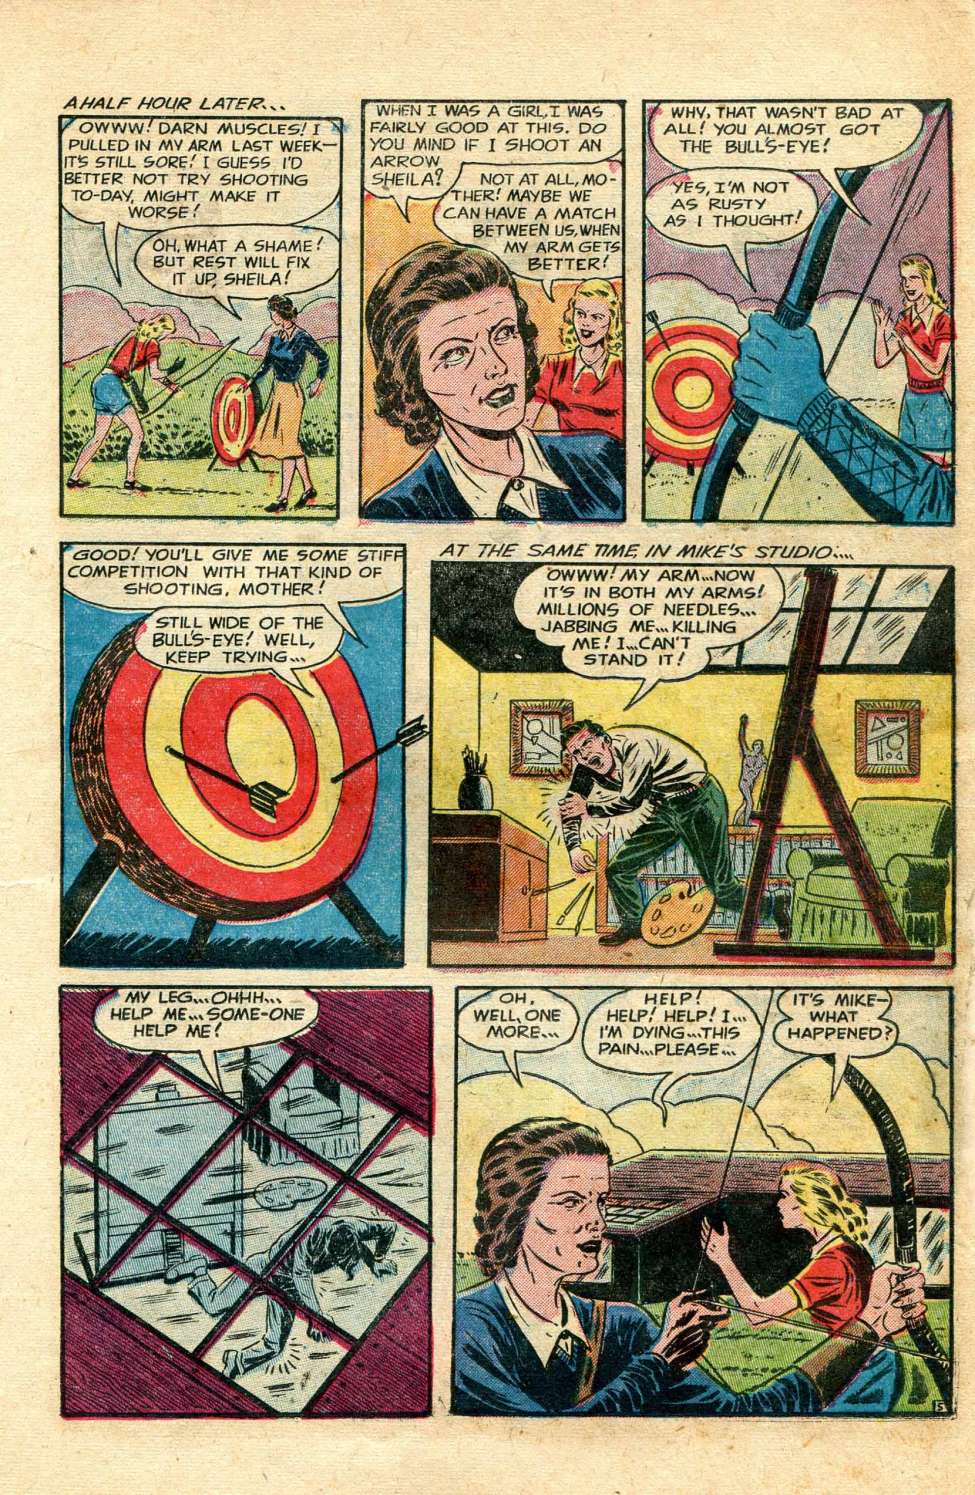 A HALF HOUR LATER...
OWWW! DARN MUSCLES! I
PULLED IN MY ARM LAST WEEK—
IT'S STILL SORE! I GUESS I'D
BETTER NOT TRY SHOOTING
TO-DAY, MIGHT MAKE IT
WORSE!
OH, WHAT A SHAME!
BUT REST WILL FIX
IT UP, SHEILA!
WHEN I WAS A GIRL, I WAS
FAIRLY GOOD AT THIS. DO
YOU MIND IF I SHOOT AN
ARROW
SHEILA?
NOT AT ALL, MO-
THER! MAYBE WE
CAN HAVE A MATCH
BETWEEN US, WHEN
MY ARM GETS
BETTER!
WHY, THAT WASN'T BAD AT
ALL! YOU ALMOST GOT
THE BULL'S-EYE!
YES, I'M NOT
AS RUSTY
AS I THOUGHT!
GOOD! YOU'LL GIVE ME SOME STIFF
COMPETITION WITH THAT KIND OF
SHOOTING, MOTHER!
STILL WIDE OF THE
BULL'S-EYE! WELL,
KEEP TRYING...
AT THE SAME TIME, IN MIKE'S STUDIO....
OWWW! MY ARM...NOW
IT'S IN BOTH MY ARMS!
MILLIONS OF NEEDLES...
JABBING ME...KILLING
ME! I...CAN'T
STAND IT!
MY LEG...OHHH...
HELP ME...SOME-ONE
HELP ME!
OH,
WELL, ONE
MORE...
HELP!
HELP! HELP! I...
I'M DYING...THIS
PAIN...PLEASE...
IT'S MIKE—
WHAT
HAPPENED?
5